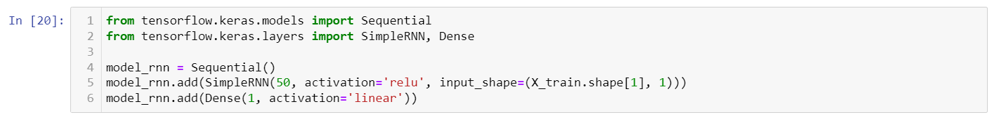 In [20]:
1 from tensorflow.keras.models import Sequential
2 from tensorflow.keras.layers import SimpleRNN, Dense
3
4 model_rnn = Sequential()
5 model_rnn.add(SimpleRNN(50, activation='relu', input_shape=(X_train.shape[1], 1)))
6 model_rnn.add(Dense(1, activation='linear'))